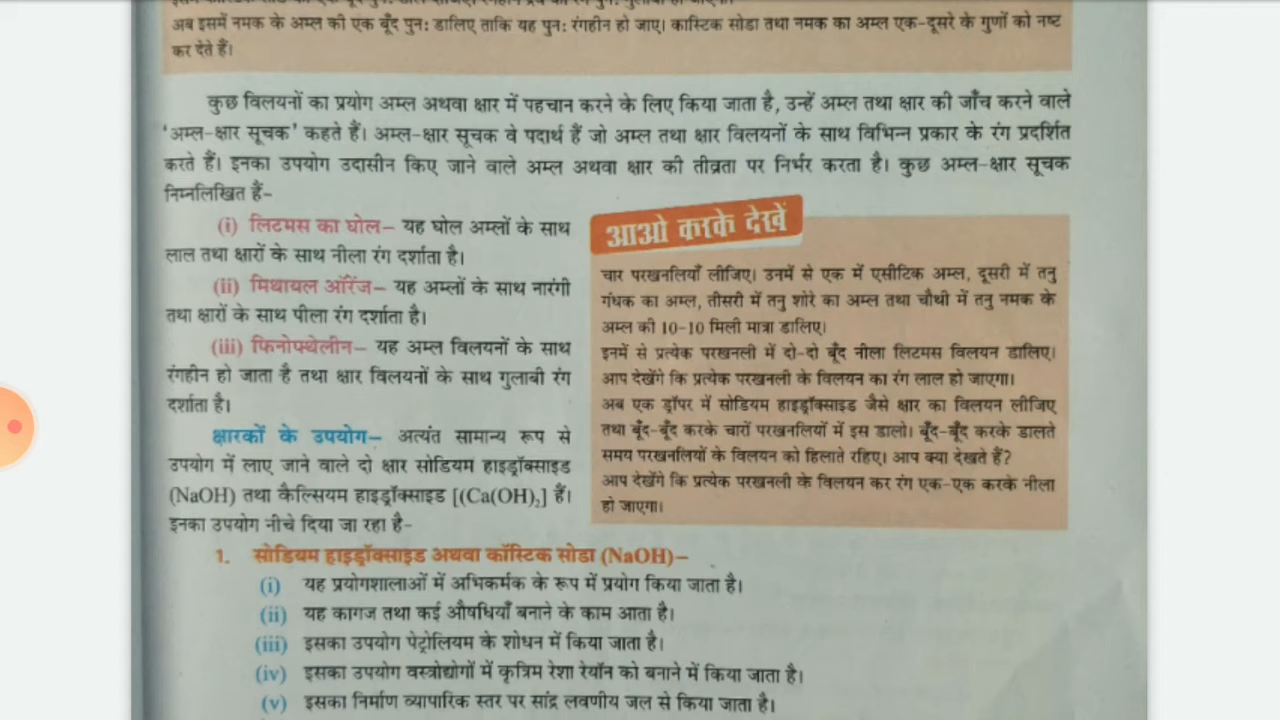 अब इसमें नमक के अम्ल की एक बूँद पुनः डालिए ताकि यह पुनः रंगहीन हो जाए। कास्टिक सोडा तथा नमक का अम्ल एक-दूसरे के गुणों को नष्ट
कर देते हैं।
कुछ विलयनों का प्रयोग अम्ल अथवा क्षार में पहचान करने के लिए किया जाता है, उन्हें अम्ल तथा क्षार की जाँच करने वाले
'अम्ल-क्षार सूचक' कहते हैं। अम्ल-क्षार सूचक वे पदार्थ हैं जो अम्ल तथा क्षार विलयनों के साथ विभिन्न प्रकार के रंग प्रदर्शित
करते हैं। इनका उपयोग उदासीन किए जाने वाले अम्ल अथवा क्षार की तीव्रता पर निर्भर करता है। कुछ अम्ल-क्षार सूचक
निम्नलिखित हैं-
(i) लिटमस का घोल- यह घोल अम्लों के साथ
लाल तथा क्षारों के साथ नीला रंग दर्शाता है।
(ii) मिथायल ऑरेंज- यह अम्लों के साथ नारंगी
तथा क्षारों के साथ पीला रंग दर्शाता है।
(iii) फिनोफ्थेलीन- यह अम्ल विलयनों के साथ
रंगहीन हो जाता है तथा क्षार विलयनों के साथ गुलाबी रंग
दर्शाता है।
क्षारकों के उपयोग- अत्यंत सामान्य रूप से
उपयोग में लाए जाने वाले दो क्षार सोडियम हाइड्रॉक्साइड
(NaOH) तथा कैल्सियम हाइड्रॉक्साइड [(Ca(OH)₂] हैं।
इनका उपयोग नीचे दिया जा रहा है-
आओ करके देखें
चार परखनलियाँ लीजिए। उनमें से एक में एसीटिक अम्ल, दूसरी में तनु
गंधक का अम्ल, तीसरी में तनु शोरे का अम्ल तथा चौथी में तनु नमक के
अम्ल की 10-10 मिली मात्रा डालिए।
इनमें से प्रत्येक परखनली में दो-दो बूँद नीला लिटमस विलयन डालिए।
आप देखेंगे कि प्रत्येक परखनली के विलयन का रंग लाल हो जाएगा।
अब एक ड्रॉपर में सोडियम हाइड्रॉक्साइड जैसे क्षार का विलयन लीजिए
तथा बूँद-बूँद करके चारों परखनलियों में इस डालो। बूँद-बूँद करके डालते
समय परखनलियों के विलयन को हिलाते रहिए। आप क्या देखते हैं?
आप देखेंगे कि प्रत्येक परखनली के विलयन कर रंग एक-एक करके नीला
हो जाएगा।
1. सोडियम हाइड्रॉक्साइड अथवा कॉस्टिक सोडा (NaOH)-
(i) यह प्रयोगशालाओं में अभिकर्मक के रूप में प्रयोग किया जाता है।
(ii) यह कागज तथा कई औषधियाँ बनाने के काम आता है।
(iii) इसका उपयोग पेट्रोलियम के शोधन में किया जाता है।
(iv) इसका उपयोग वस्त्रोद्योगों में कृत्रिम रेशा रेयॉन को बनाने में किया जाता है।
(v) इसका निर्माण व्यापारिक स्तर पर सांद्र लवणीय जल से किया जाता है।